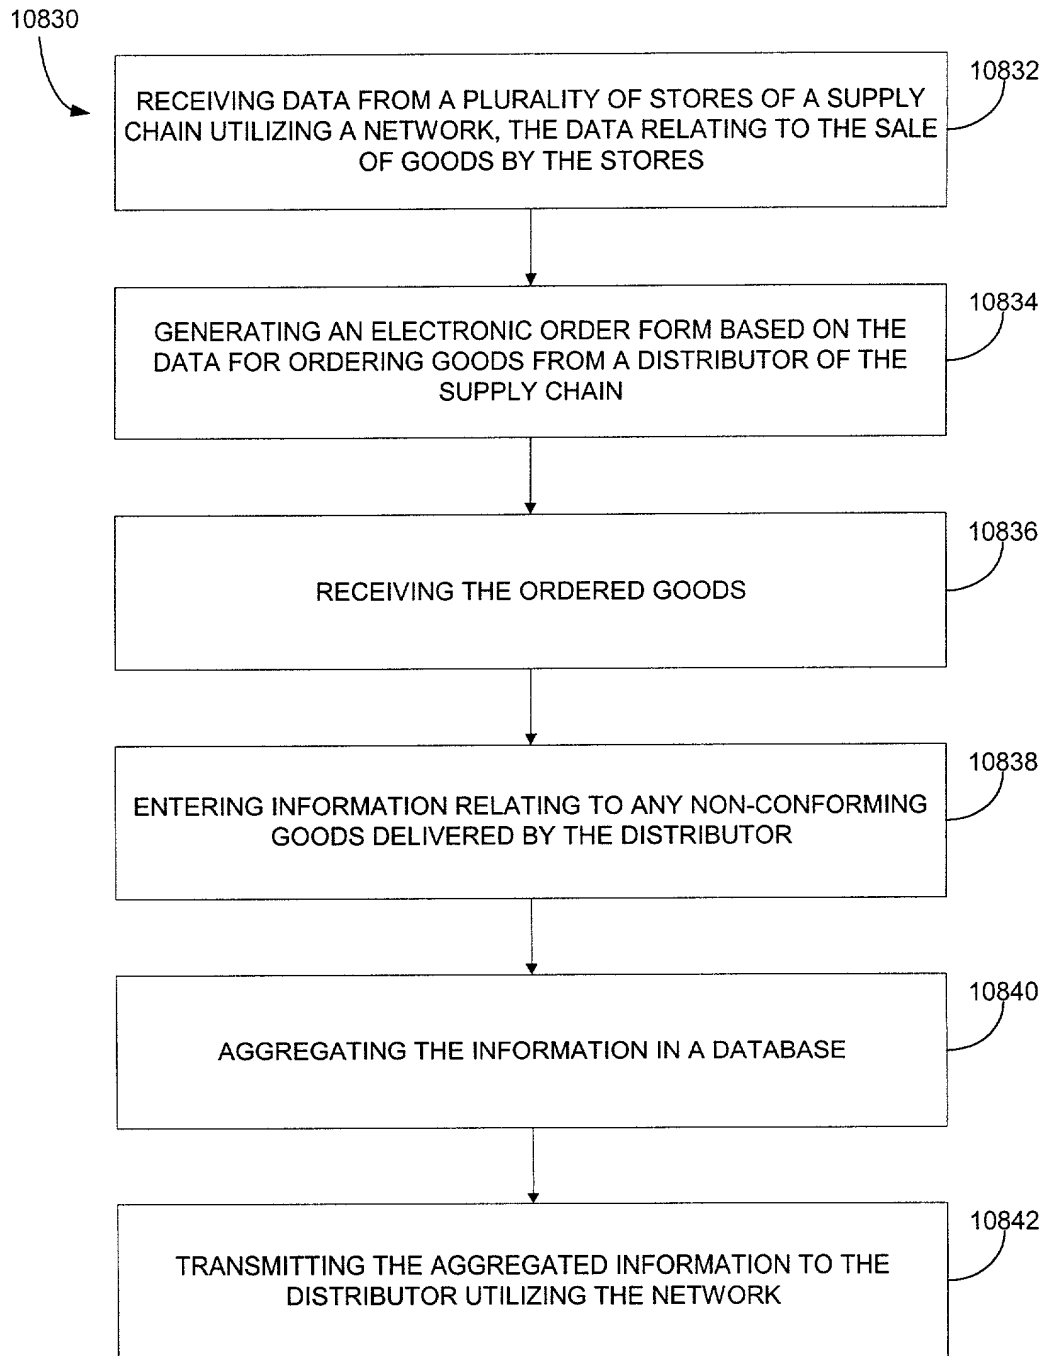 10830
10832
RECEIVING DATA FROM A PLURALITY OF STORES OF A SUPPLY
CHAIN UTILIZING A NETWORK, THE DATA RELATING TO THE SALE
OF GOODS BY THE STORES
10834
GENERATING AN ELECTRONIC ORDER FORM BASED ON THE
DATA FOR ORDERING GOODS FROM A DISTRIBUTOR OF THE
SUPPLY CHAIN
10836
RECEIVING THE ORDERED GOODS
10838
ENTERING INFORMATION RELATING TO ANY NON-CONFORMING
GOODS DELIVERED BY THE DISTRIBUTOR
10840
AGGREGATING THE INFORMATION IN A DATABASE
10842
TRANSMITTING THE AGGREGATED INFORMATION TO THE
DISTRIBUTOR UTILIZING THE NETWORK